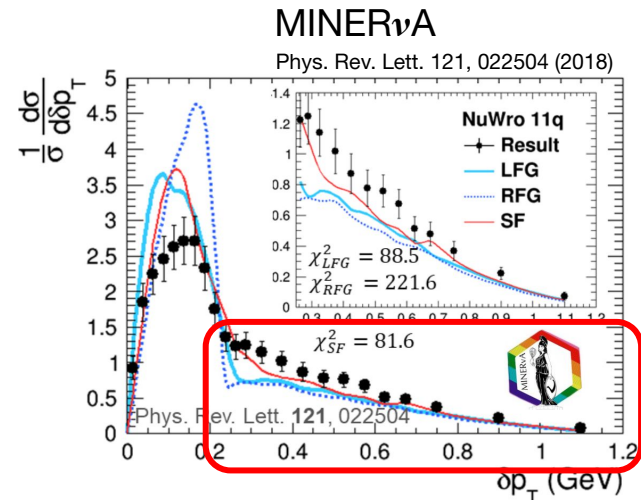 MINERνA
Phys. Rev. Lett. 121, 022504 (2018)
1/σ dσ/dδp_T
5
4.5
4
3.5
3
2.5
2
1.5
1
0.5
0
1.4
1.2
1
0.8
0.6
0.4
0.2
0
NuWro 11q
Result
LFG
RFG
SF
χ²_LFG = 88.5
χ²_RFG = 221.6
0.3 0.4 0.5 0.6 0.7 0.8 0.9 1 1.1 1.2
χ²_SF = 81.6
MINERνA
Phys. Rev. Lett. 121, 022504
0 0.2 0.4 0.6 0.8 1 1.2
δp_T (GeV)